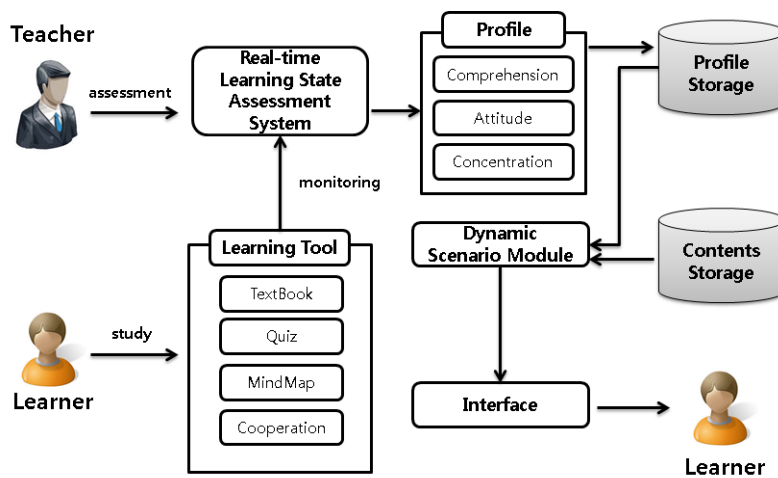 Teacher
assessment
Real-time
Learning State
Assessment
System
Profile
Comprehension
Attitude
Concentration
Profile
Storage
monitoring
Learning Tool
TextBook
Quiz
MindMap
Cooperation
study
Learner
Dynamic
Scenario Module
Contents
Storage
Interface
Learner